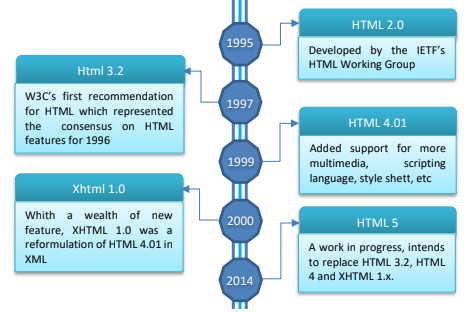 1995
HTML 2.0
Developed by the IETF's
HTML Working Group
Html 3.2
W3C's first recommendation
for HTML which represented
the consensus on HTML
features for 1996
1997
HTML 4.01
Added support for more
multimedia, scripting
language, style shett, etc
1999
Xhtml 1.0
Whith a wealth of new
feature, XHTML 1.0 was a
reformulation of HTML 4.01 in
XML
2000
HTML 5
A work in progress, intends
to replace HTML 3.2, HTML
4 and XHTML 1.x.
2014